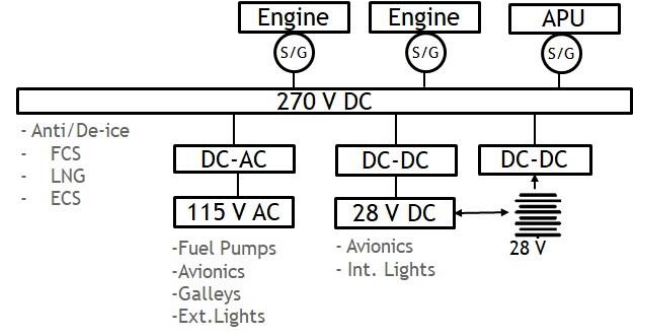 Engine
Engine
APU
S/G
S/G
S/G
270 V DC
- Anti/De-ice
- FCS
- LNG
- ECS
DC-AC
DC-DC
DC-DC
115 V AC
28 V DC
28 V
-Fuel Pumps
-Avionics
-Galleys
-Ext.Lights
- Avionics
- Int. Lights